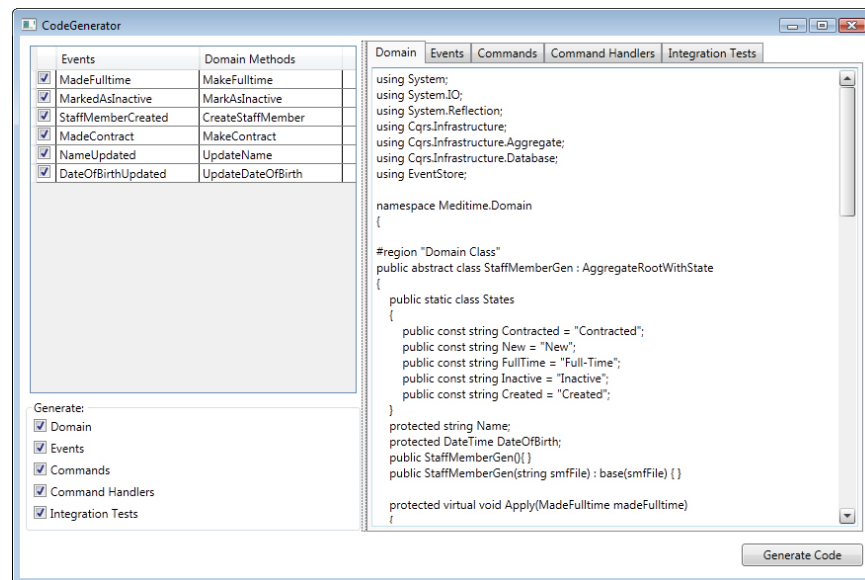 CodeGenerator
Events Domain Methods
MadeFulltime MakeFulltime
MarkedAsInactive MarkAsInactive
StaffMemberCreated CreateStaffMember
MadeContract MakeContract
NameUpdated UpdateName
DateOfBirthUpdated UpdateDateOfBirth
Generate:
Domain
Events
Commands
Command Handlers
Integration Tests
Domain Events Commands Command Handlers Integration Tests
using System;
using System.IO;
using System.Reflection;
using Cqrs.Infrastructure;
using Cqrs.Infrastructure.Aggregate;
using Cqrs.Infrastructure.Database;
using EventStore;
namespace Meditime.Domain
{
#region "Domain Class"
public abstract class StaffMemberGen : AggregateRootWithState
{
public static class States
{
public const string Contracted = "Contracted";
public const string New = "New";
public const string FullTime = "Full-Time";
public const string Inactive = "Inactive";
public const string Created = "Created";
}
protected string Name;
protected DateTime DateOfBirth;
public StaffMemberGen(){ }
public StaffMemberGen(string smfFile) : base(smfFile) { }
protected virtual void Apply(MadeFulltime madeFulltime)
{
Generate Code